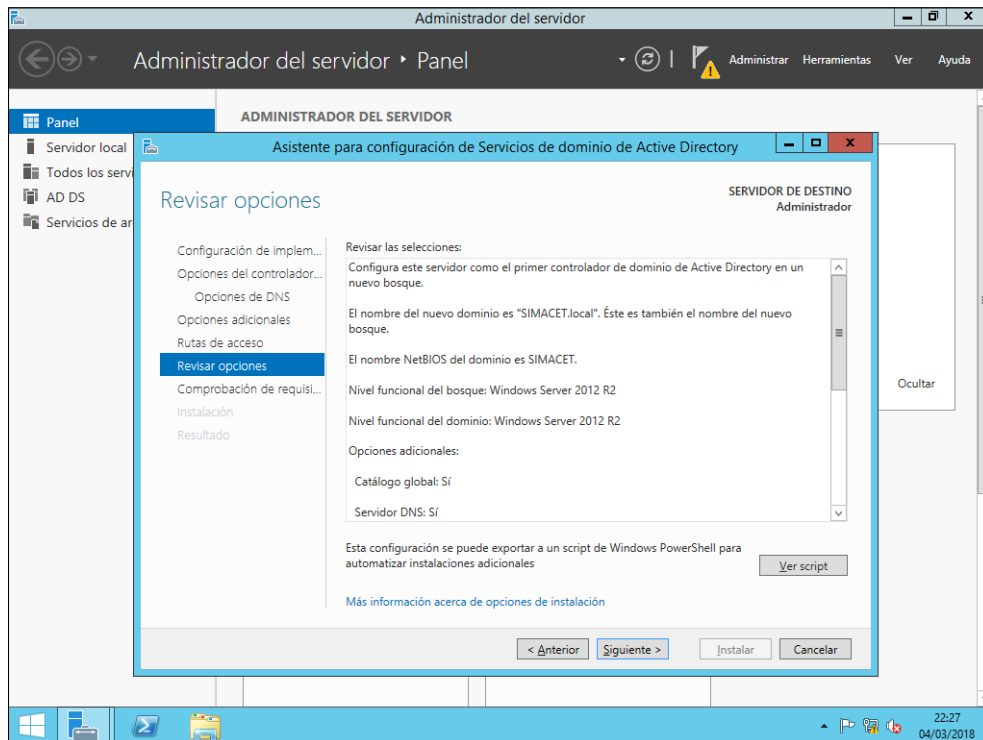 Administrador del servidor
Administrador del servidor ‣ Panel
Administrar Herramientas Ver Ayuda
Panel
Servidor local
Todos los servi
AD DS
Servicios de ar
ADMINISTRADOR DEL SERVIDOR
Asistente para configuración de Servicios de dominio de Active Directory
Revisar opciones
SERVIDOR DE DESTINO
Administrador
Configuración de implem...
Opciones del controlador...
Opciones de DNS
Opciones adicionales
Rutas de acceso
Revisar opciones
Comprobación de requisi...
Instalación
Resultado
Revisar las selecciones:
Configura este servidor como el primer controlador de dominio de Active Directory en un
nuevo bosque.
El nombre del nuevo dominio es "SIMACET.local". Éste es también el nombre del nuevo
bosque.
El nombre NetBIOS del dominio es SIMACET.
Nivel funcional del bosque: Windows Server 2012 R2
Nivel funcional del dominio: Windows Server 2012 R2
Opciones adicionales:
Catálogo global: Sí
Servidor DNS: Sí
Esta configuración se puede exportar a un script de Windows PowerShell para
automatizar instalaciones adicionales
Ver script
Más información acerca de opciones de instalación
< Anterior
Siguiente >
Instalar
Cancelar
Ocultar
22:27
04/03/2018